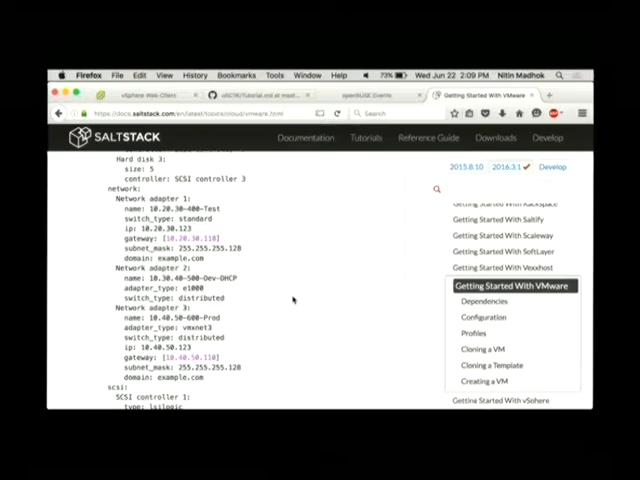 Firefox File Edit View History Bookmarks Tools Window Help 73% Wed Jun 22 2:09 PM Nitin Madhok
vSphere Web Client
openSUSE:Events
Getting Started With VMware
https://docs.saltstack.com/en/latest/topics/cloud/vmware.html
Search
SALTSTACK
Documentation Tutorials Reference Guide Downloads Develop
2015.8.10 2016.3.1 Develop
Hard disk 3:
size: 5
controller: SCSI controller 3
network:
Network adapter 1:
name: 10.20.30-400-Test
switch_type: standard
ip: 10.20.30.123
gateway: [10.20.30.110]
subnet_mask: 255.255.255.128
domain: example.com
Network adapter 2:
name: 10.30.40-500-Dev-DHCP
adapter_type: e1000
switch_type: distributed
Network adapter 3:
name: 10.40.50-600-Prod
adapter_type: vmxnet3
switch_type: distributed
ip: 10.40.50.123
gateway: [10.40.50.110]
subnet_mask: 255.255.255.128
domain: example.com
scsi:
SCSI controller 1:
type: lsilogic
Getting Started With Rackspace
Getting Started With Saltify
Getting Started With Scaleway
Getting Started With SoftLayer
Getting Started With Vexxhost
Getting Started With VMware
Dependencies
Configuration
Profiles
Cloning a VM
Cloning a Template
Creating a VM
Getting Started With vSphere